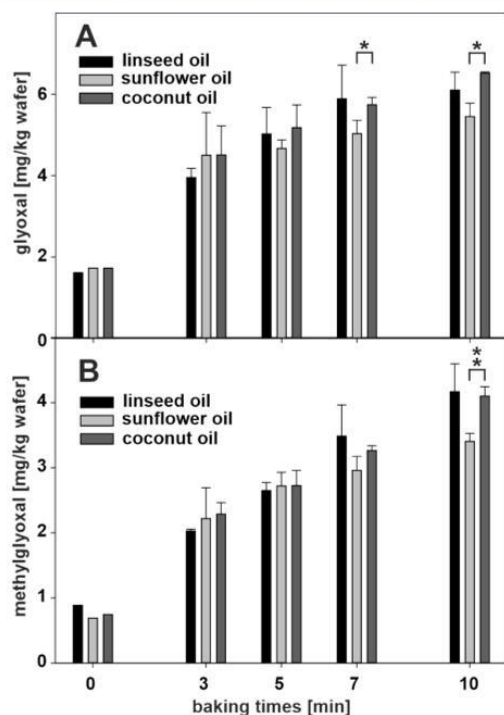 A
linseed oil
sunflower oil
coconut oil
*
*
6
4
2
0
glyoxal [mg/kg wafer]
B
linseed oil
sunflower oil
coconut oil
*
*
4
3
2
1
0
methylglyoxal [mg/kg wafer]
0 3 5 7 10
baking times [min]